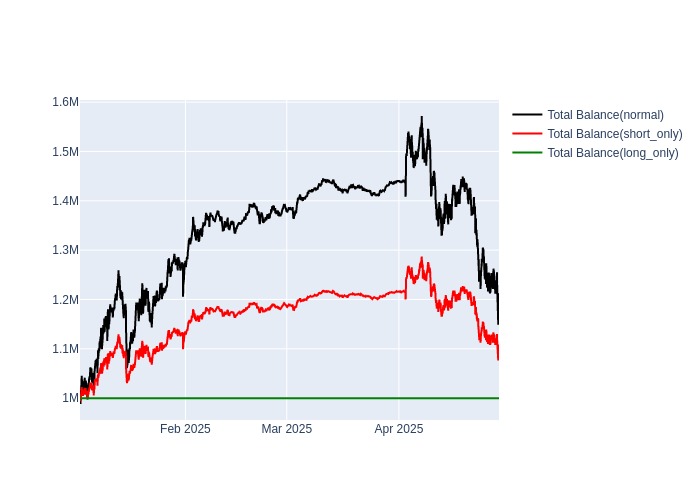 1.6M
1.5M
1.4M
1.3M
1.2M
1.1M
1M
Feb 2025
Mar 2025
Apr 2025
Total Balance(normal)
Total Balance(short_only)
Total Balance(long_only)